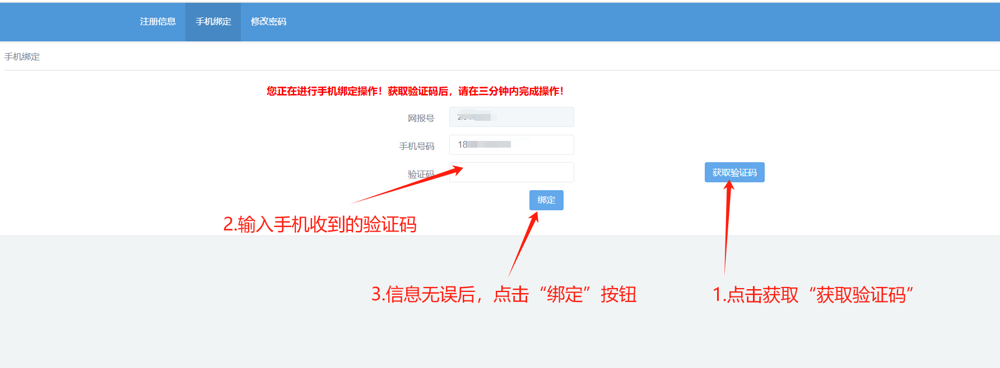 注册信息 手机绑定 修改密码
手机绑定
您正在进行手机绑定操作！获取验证码后，请在三分钟内完成操作！
网报号
手机号码 18
验证码 获取验证码
绑定
2.输入手机收到的验证码
3.信息无误后，点击“绑定”按钮
1.点击获取“获取验证码”